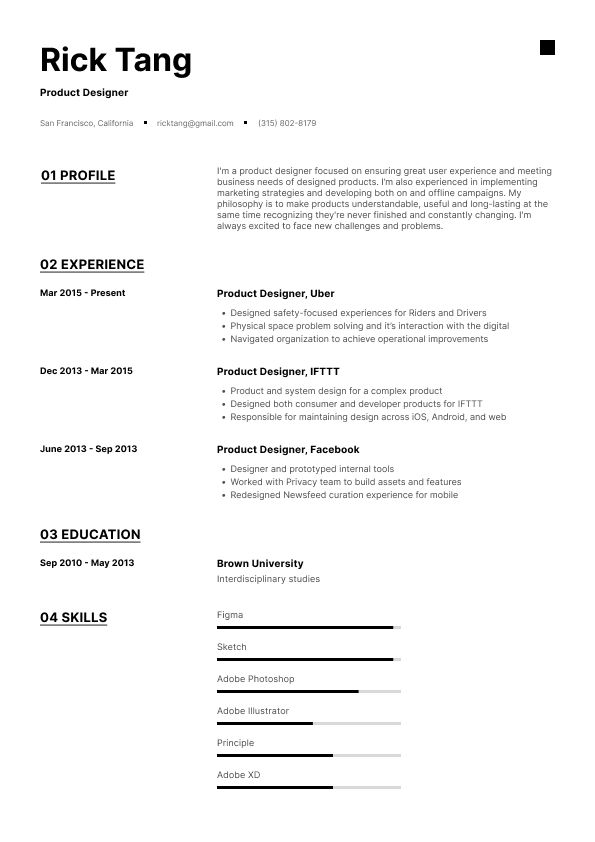 Rick Tang
Product Designer
San Francisco, California ▪ ricktang@gmail.com ▪ (315) 802-8179
01 PROFILE
I'm a product designer focused on ensuring great user experience and meeting
business needs of designed products. I'm also experienced in implementing
marketing strategies and developing both on and offline campaigns. My
philosophy is to make products understandable, useful and long-lasting at the
same time recognizing they're never finished and constantly changing. I'm
always excited to face new challenges and problems.
02 EXPERIENCE
Mar 2015 - Present
Product Designer, Uber
• Designed safety-focused experiences for Riders and Drivers
• Physical space problem solving and it's interaction with the digital
• Navigated organization to achieve operational improvements
Dec 2013 - Mar 2015
Product Designer, IFTTT
• Product and system design for a complex product
• Designed both consumer and developer products for IFTTT
• Responsible for maintaining design across iOS, Android, and web
June 2013 - Sep 2013
Product Designer, Facebook
• Designer and prototyped internal tools
• Worked with Privacy team to build assets and features
• Redesigned Newsfeed curation experience for mobile
03 EDUCATION
Sep 2010 - May 2013
Brown University
Interdisciplinary studies
04 SKILLS
Figma
Sketch
Adobe Photoshop
Adobe Illustrator
Principle
Adobe XD